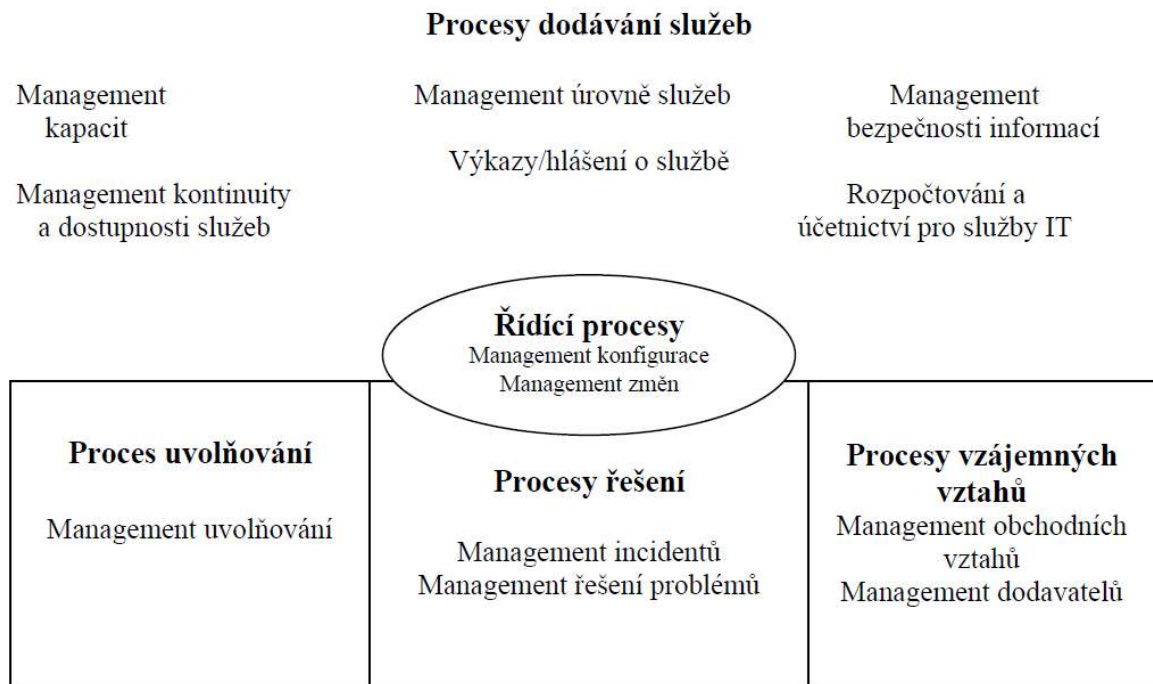 Procesy dodávání služeb
Management
kapacit
Management úrovně služeb
Management
bezpečnosti informací
Výkazy/hlášení o službě
Management kontinuity
a dostupnosti služeb
Rozpočtování a
účetnictví pro služby IT
Řídící procesy
Management konfigurace
Management změn
Proces uvolňování
Management uvolňování
Procesy řešení
Management incidentů
Management řešení problémů
Procesy vzájemných
vztahů
Management obchodních
vztahů
Management dodavatelů